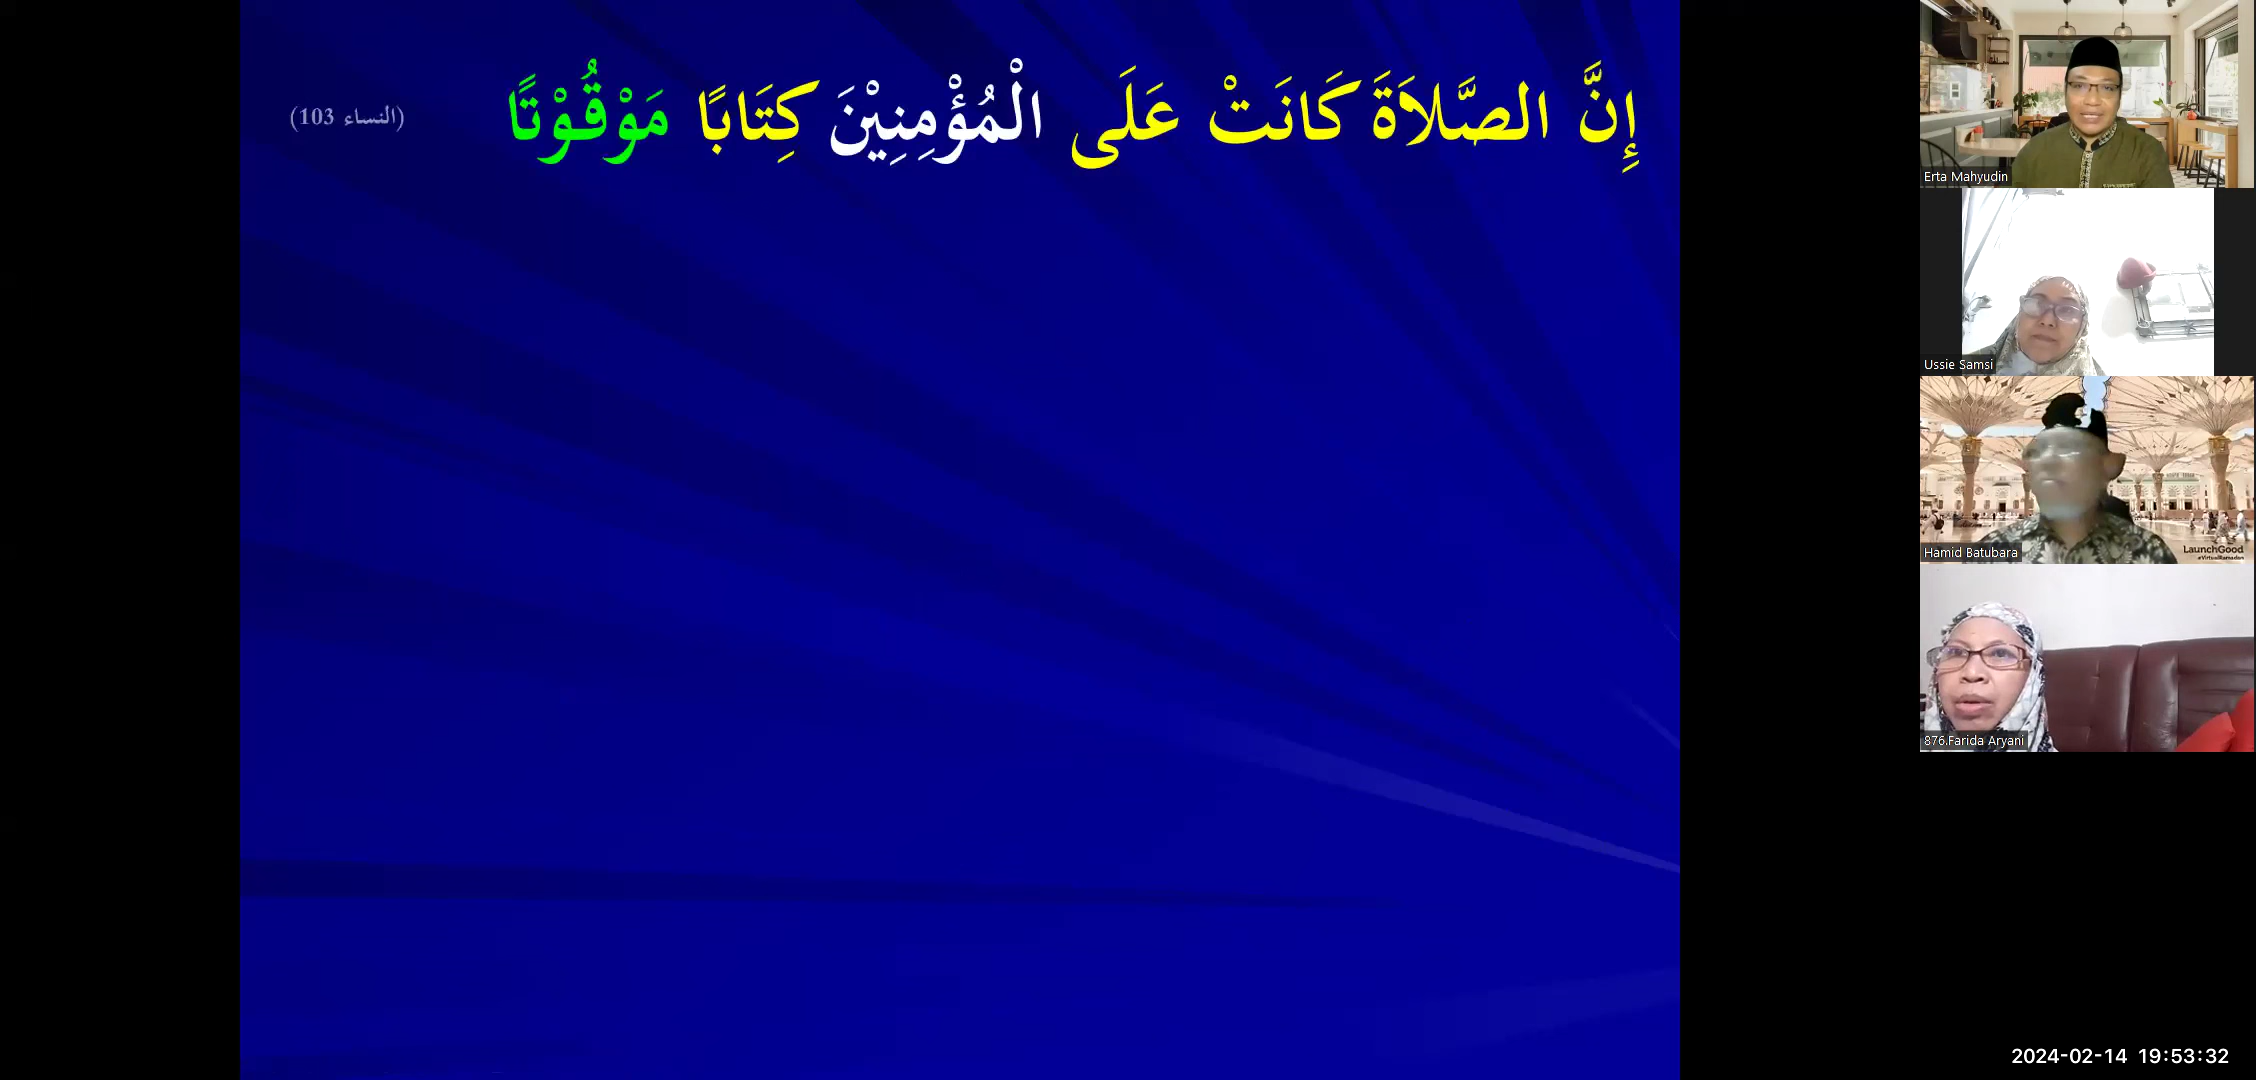 إِنَّ الصَّلاَةَ كَانَتْ عَلَى الْمُؤْمِنِيْنَ كِتَابًا مَوْقُوْتًا (النساء 103)
Erta Mahyudin
Ussie Samsi
Hamid Batubara
LaunchGood
#VirtualRamadan
876.Farida Aryani
2024-02-14 19:53:32